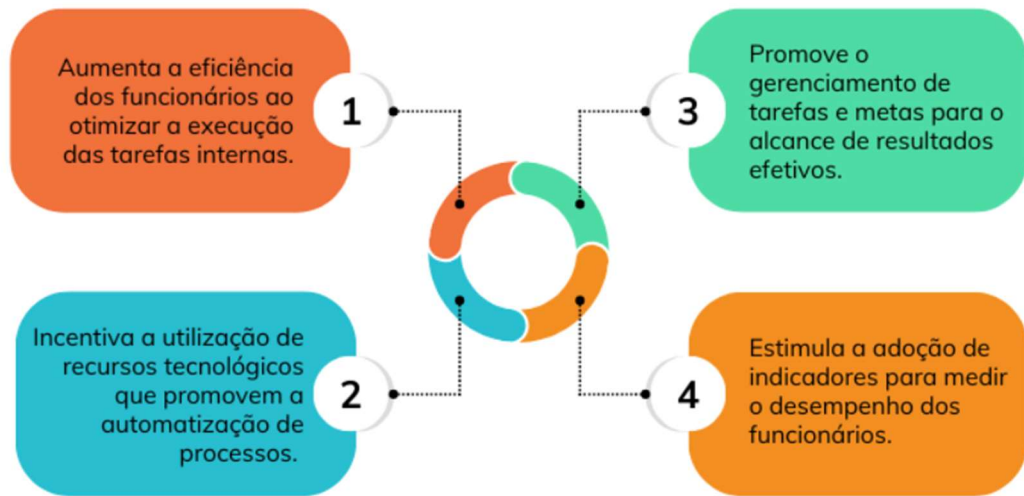 Aumenta a eficiência
dos funcionários ao
otimizar a execução
das tarefas internas.
1
Incentiva a utilização de
recursos tecnológicos
que promovem a
automatização de
processos.
2
3
Promove o
gerenciamento de
tarefas e metas para o
alcance de resultados
efetivos.
4
Estimula a adoção de
indicadores para medir
o desempenho dos
funcionários.